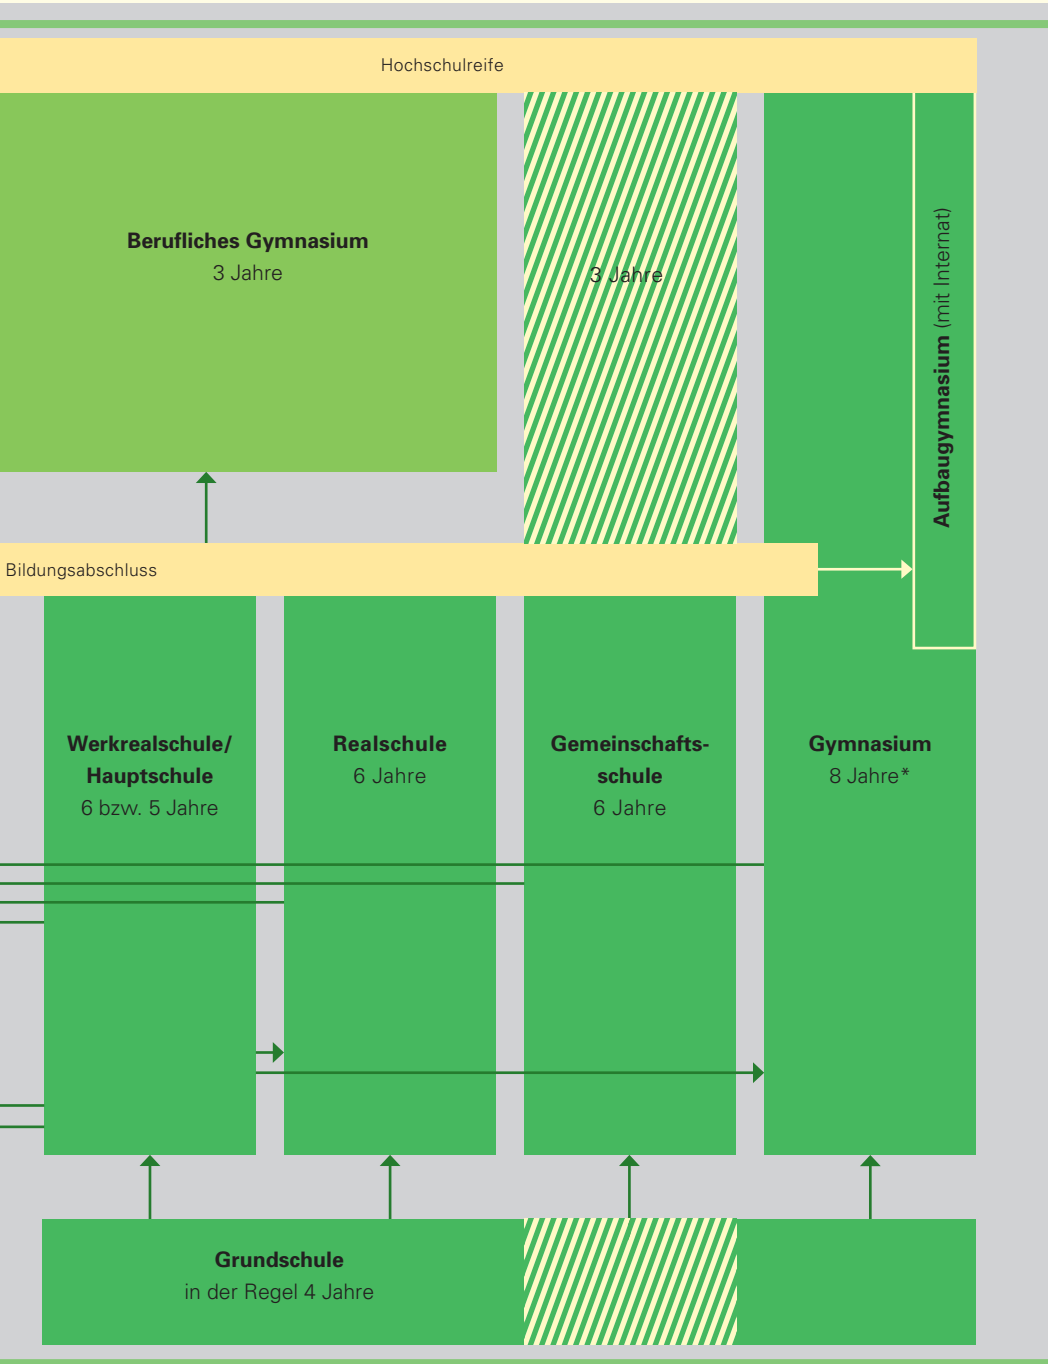 Hochschulreife
Berufliches Gymnasium
3 Jahre
3 Jahre
Aufbaugymnasium (mit Internat)
Bildungsabschluss
Werkrealschule/
Hauptschule
6 bzw. 5 Jahre
Realschule
6 Jahre
Gemeinschafts-
schule
6 Jahre
Gymnasium
8 Jahre*
Grundschule
in der Regel 4 Jahre